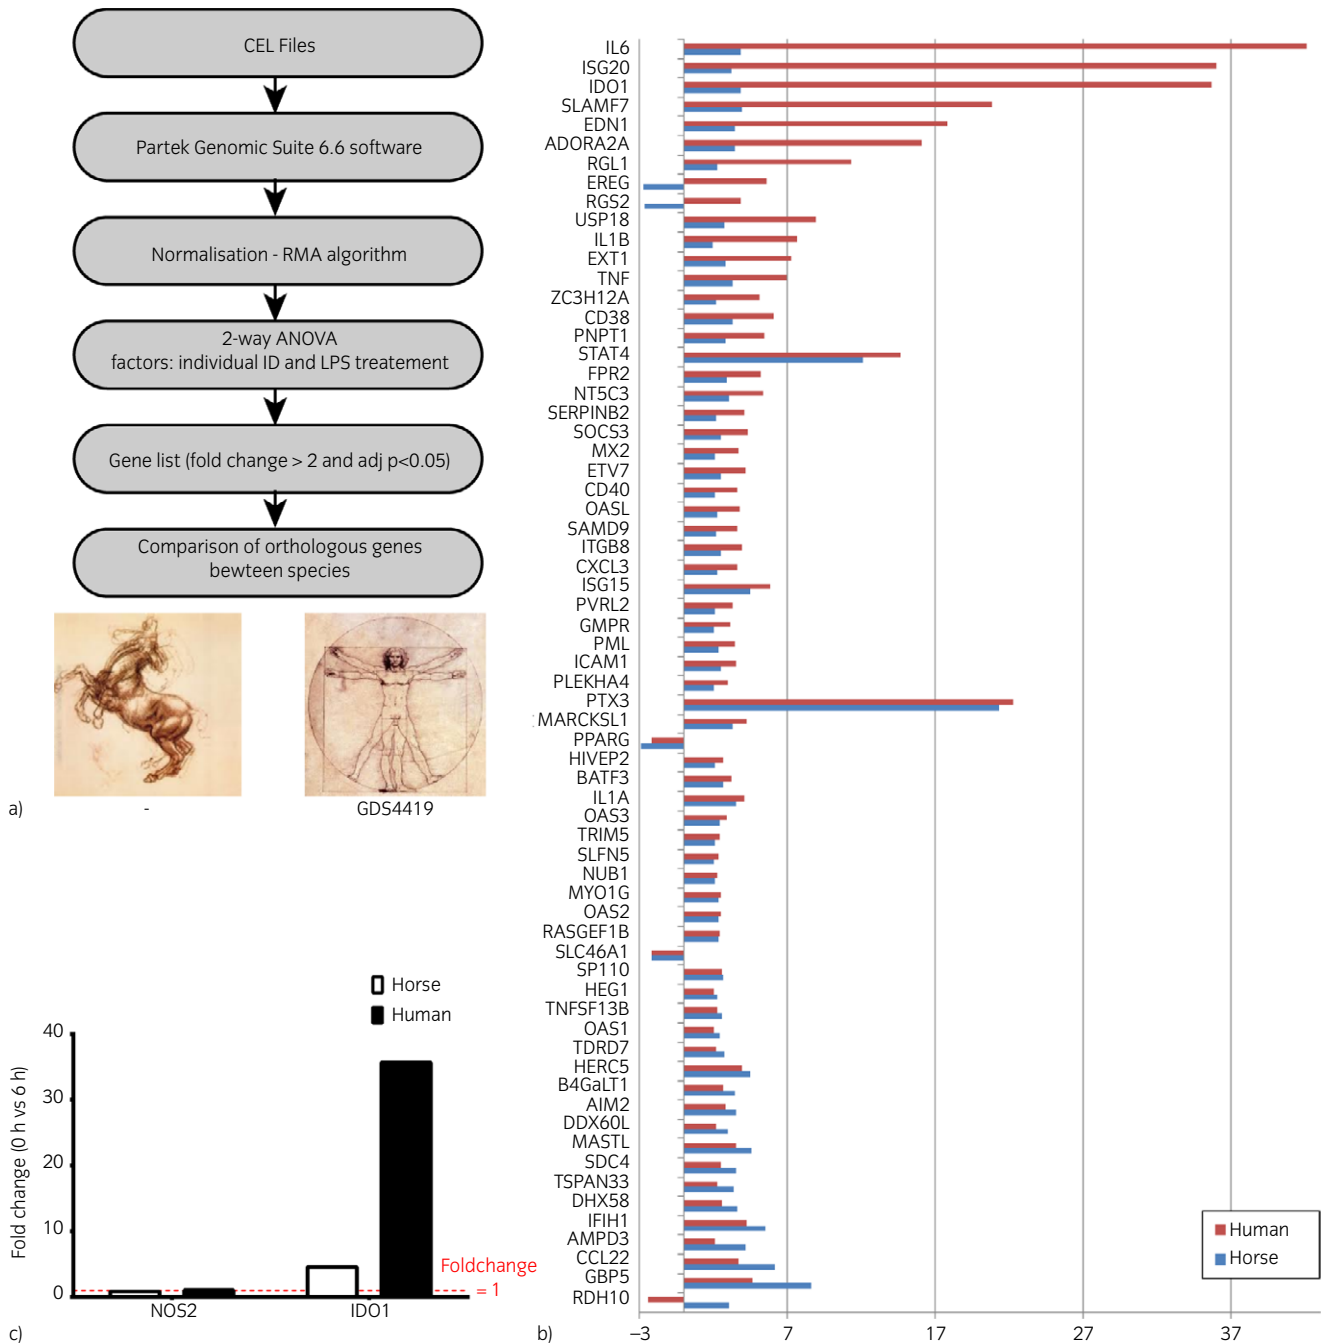 CEL Files
Partek Genomic Suite 6.6 software
Normalisation - RMA algorithm
2-way ANOVA
factors: individual ID and LPS treatement
Gene list (fold change > 2 and adj p<0.05)
Comparison of orthologous genes
bewteen species
-
GDS4419
a)
Horse
Human
Fold change (0 h vs 6 h)
40
30
20
10
0
Foldchange
= 1
NOS2
IDO1
c)
IL6
ISG20
IDO1
SLAMF7
EDN1
ADORA2A
RGL1
EREG
RGS2
USP18
IL1B
EXT1
TNF
ZC3H12A
CD38
PNPT1
STAT4
FPR2
NT5C3
SERPINB2
SOCS3
MX2
ETV7
CD40
OASL
SAMD9
ITGB8
CXCL3
ISG15
PVRL2
GMPR
PML
ICAM1
PLEKHA4
PTX3
MARCKSL1
PPARG
HIVEP2
BATF3
IL1A
OAS3
TRIM5
SLFN5
NUB1
MYO1G
OAS2
RASGEF1B
SLC46A1
SP110
HEG1
TNFSF13B
OAS1
TDRD7
HERC5
B4GaLT1
AIM2
DDX60L
MASTL
SDC4
TSPAN33
DHX58
IFIH1
AMPD3
CCL22
GBP5
RDH10
Human
Horse
–3
7
17
27
37
b)